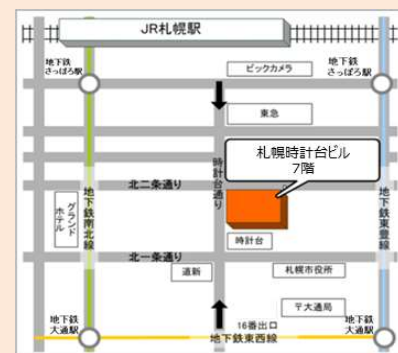 JR札幌駅
地下鉄
さっぽろ駅
ビックカメラ
地下鉄
さっぽろ駅
東急
札幌時計台ビル
7階
時計台通り
北二条通り
グランド
ホテル
地下鉄南北線
地下鉄東豊線
時計台
北一条通り
道新
札幌市役所
〒大通局
地下鉄
大通駅
16番出口
地下鉄東西線
地下鉄
大通駅